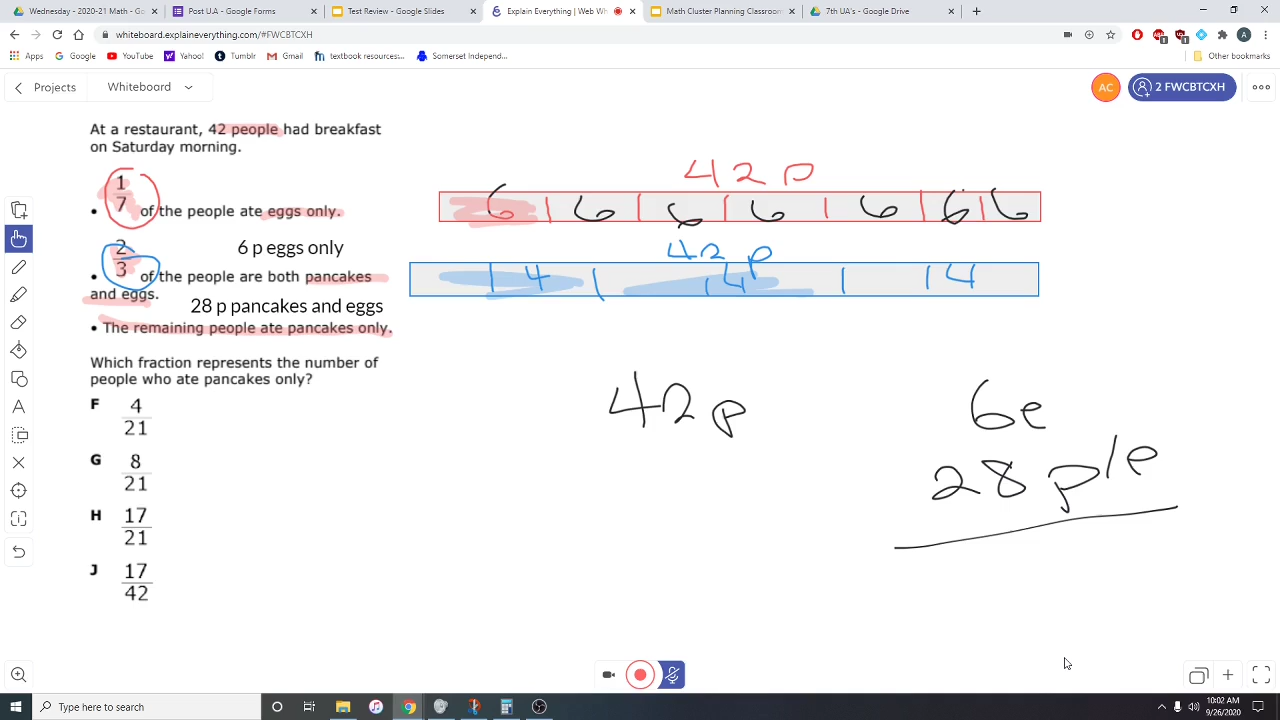 Wednesday - 2020-21 Math - Go
Post UA - Google Forms
Test Review - Google Slides
Explain Everything | Web Wh
Math Cluster Planning Classroom
7th UA's - Google Drive
whiteboard.explaineverything.com/#FWCBTCXH
A
Apps
Google
YouTube
Yahoo!
Tumblr
Gmail
textbook resources:...
Somerset Independ...
Other bookmarks
Projects
Whiteboard
AC
2 FWCBTCXH
At a restaurant, 42 people had breakfast
on Saturday morning.
1
7
• of the people ate eggs only.
6 p eggs only
2
3
• of the people are both pancakes
and eggs.
28 p pancakes and eggs
• The remaining people ate pancakes only.
Which fraction represents the number of
people who ate pancakes only?
F 4
21
G 8
21
H 17
21
J 17
42
42 p
6 6 6 6 6 6 6
42 p
14 14 14
42 p
6e
28 p/e
Type here to search
10:02 AM
9/26/2020